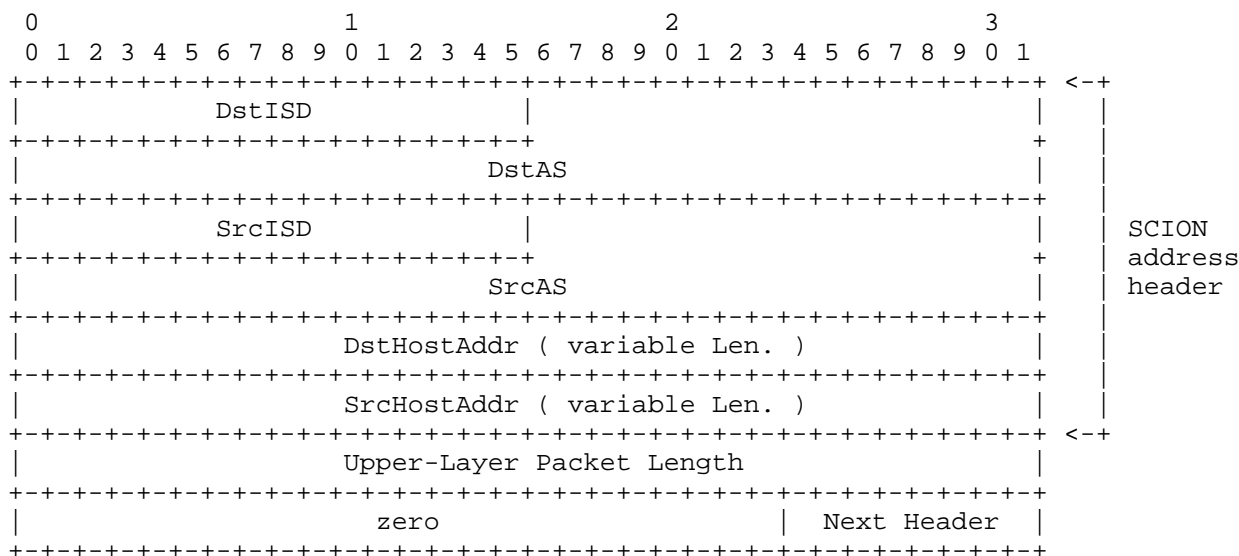 0                   1                   2                   3
 0 1 2 3 4 5 6 7 8 9 0 1 2 3 4 5 6 7 8 9 0 1 2 3 4 5 6 7 8 9 0 1
+-+-+-+-+-+-+-+-+-+-+-+-+-+-+-+-+-+-+-+-+-+-+-+-+-+-+-+-+-+-+-+-+ <-+
|            DstISD             |                               |   |
+-+-+-+-+-+-+-+-+-+-+-+-+-+-+-+-+                               +   |
|                             DstAS                             |   |
+-+-+-+-+-+-+-+-+-+-+-+-+-+-+-+-+-+-+-+-+-+-+-+-+-+-+-+-+-+-+-+-+   |
|            SrcISD             |                               |   | SCION
+-+-+-+-+-+-+-+-+-+-+-+-+-+-+-+-+                               +   | address
|                             SrcAS                             |   | header
+-+-+-+-+-+-+-+-+-+-+-+-+-+-+-+-+-+-+-+-+-+-+-+-+-+-+-+-+-+-+-+-+   |
|                    DstHostAddr ( variable Len. )              |   |
+-+-+-+-+-+-+-+-+-+-+-+-+-+-+-+-+-+-+-+-+-+-+-+-+-+-+-+-+-+-+-+-+   |
|                    SrcHostAddr ( variable Len. )              |   |
+-+-+-+-+-+-+-+-+-+-+-+-+-+-+-+-+-+-+-+-+-+-+-+-+-+-+-+-+-+-+-+-+ <-+
|                    Upper-Layer Packet Length                  |
+-+-+-+-+-+-+-+-+-+-+-+-+-+-+-+-+-+-+-+-+-+-+-+-+-+-+-+-+-+-+-+-+
|                      zero                     |  Next Header  |
+-+-+-+-+-+-+-+-+-+-+-+-+-+-+-+-+-+-+-+-+-+-+-+-+-+-+-+-+-+-+-+-+